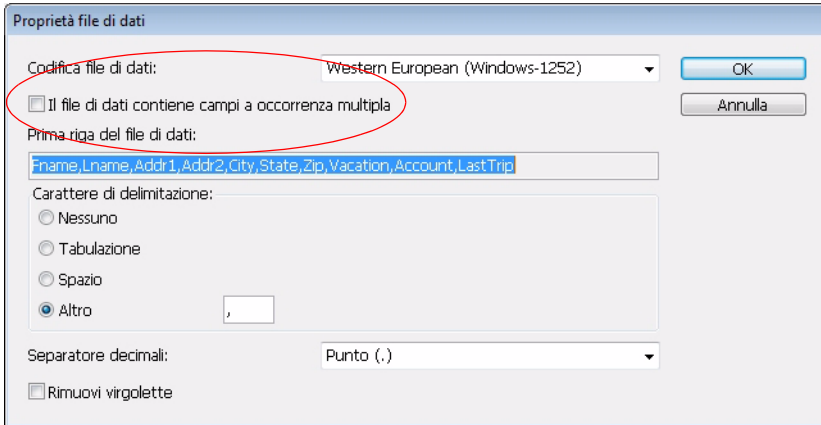 Proprietà file di dati
Codifica file di dati: Western European (Windows-1252) OK
Il file di dati contiene campi a occorrenza multipla Annulla
Prima riga del file di dati:
Fname,Lname,Addr1,Addr2,City,State,Zip,Vacation,Account,LastTrip
Carattere di delimitazione:
Nessuno
Tabulazione
Spazio
Altro ,
Separatore decimali: Punto (.)
Rimuovi virgolette